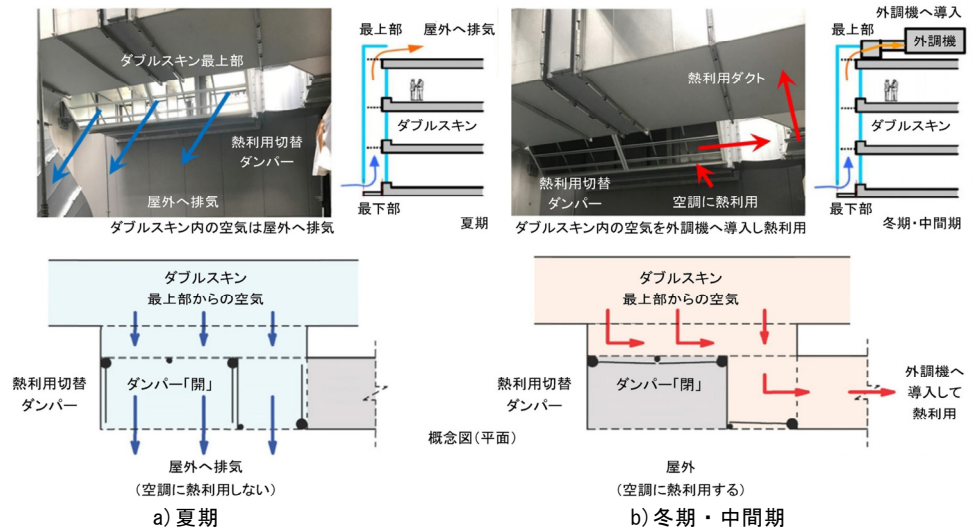 ダブルスキン最上部
熱利用切替
ダンパー
屋外へ排気
最上部
屋外へ排気
ダブルスキン
最下部
ダブルスキン内の空気は屋外へ排気
夏期
熱利用ダクト
熱利用切替
ダンパー
空調に熱利用
外調機へ導入
最上部
外調機
ダブルスキン
最下部
ダブルスキン内の空気を外調機へ導入し熱利用
冬期・中間期
ダブルスキン
最上部からの空気
熱利用切替
ダンパー
ダンパー「開」
屋外へ排気
(空調に熱利用しない)
a)夏期
概念図(平面)
ダブルスキン
最上部からの空気
熱利用切替
ダンパー
ダンパー「閉」
外調機へ
導入して
熱利用
屋外
(空調に熱利用する)
b)冬期・中間期